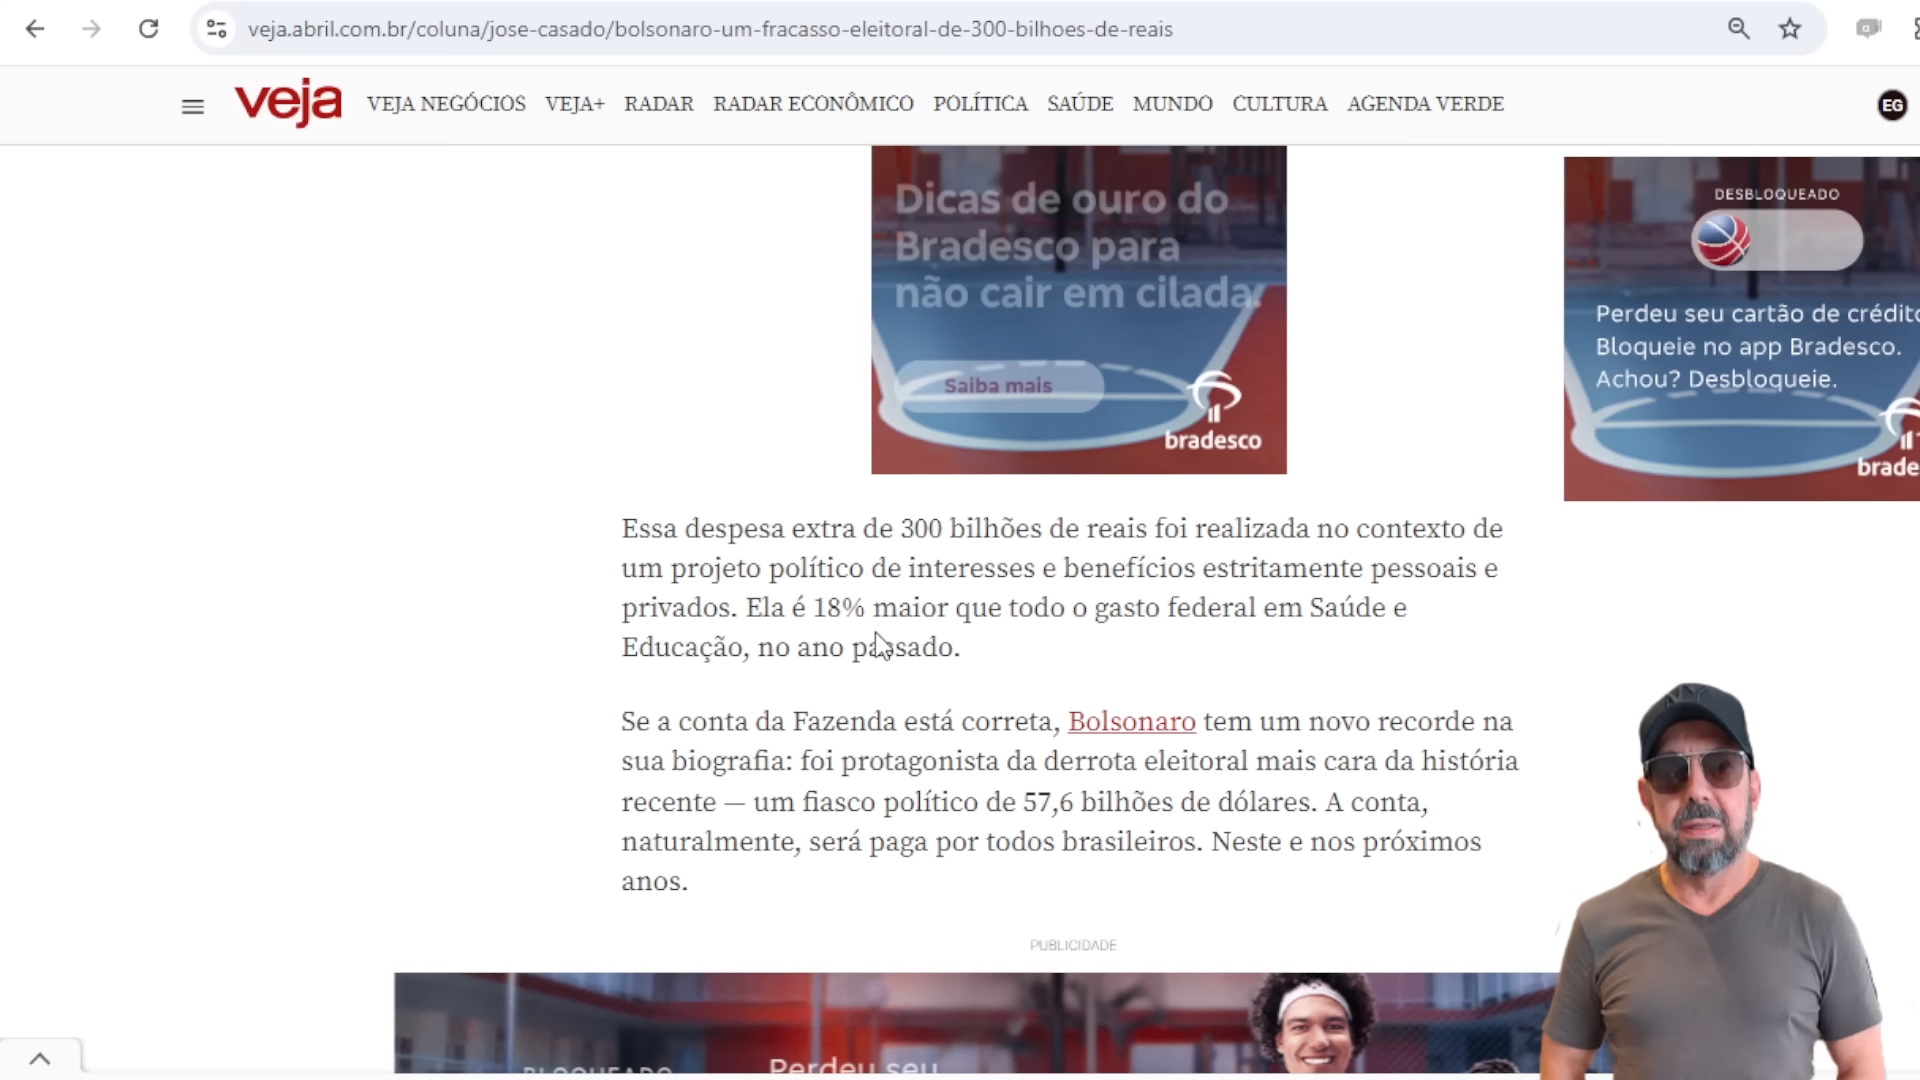 veja.abril.com.br/coluna/jose-casado/bolsonaro-um-fracasso-eleitoral-de-300-bilhoes-de-reais
veja VEJA NEGÓCIOS VEJA+ RADAR RADAR ECONÔMICO POLÍTICA SAÚDE MUNDO CULTURA AGENDA VERDE EG
Dicas de ouro do
Bradesco para
não cair em cilada.
Saiba mais
bradesco
DESBLOQUEADO
Perdeu seu cartão de crédito
Bloqueie no app Bradesco.
Achou? Desbloqueie.
brade
Essa despesa extra de 300 bilhões de reais foi realizada no contexto de
um projeto político de interesses e benefícios estritamente pessoais e
privados. Ela é 18% maior que todo o gasto federal em Saúde e
Educação, no ano passado.
Se a conta da Fazenda está correta, Bolsonaro tem um novo recorde na
sua biografia: foi protagonista da derrota eleitoral mais cara da história
recente — um fiasco político de 57,6 bilhões de dólares. A conta,
naturalmente, será paga por todos brasileiros. Neste e nos próximos
anos.
PUBLICIDADE
BLOQUEADO
Perdeu seu